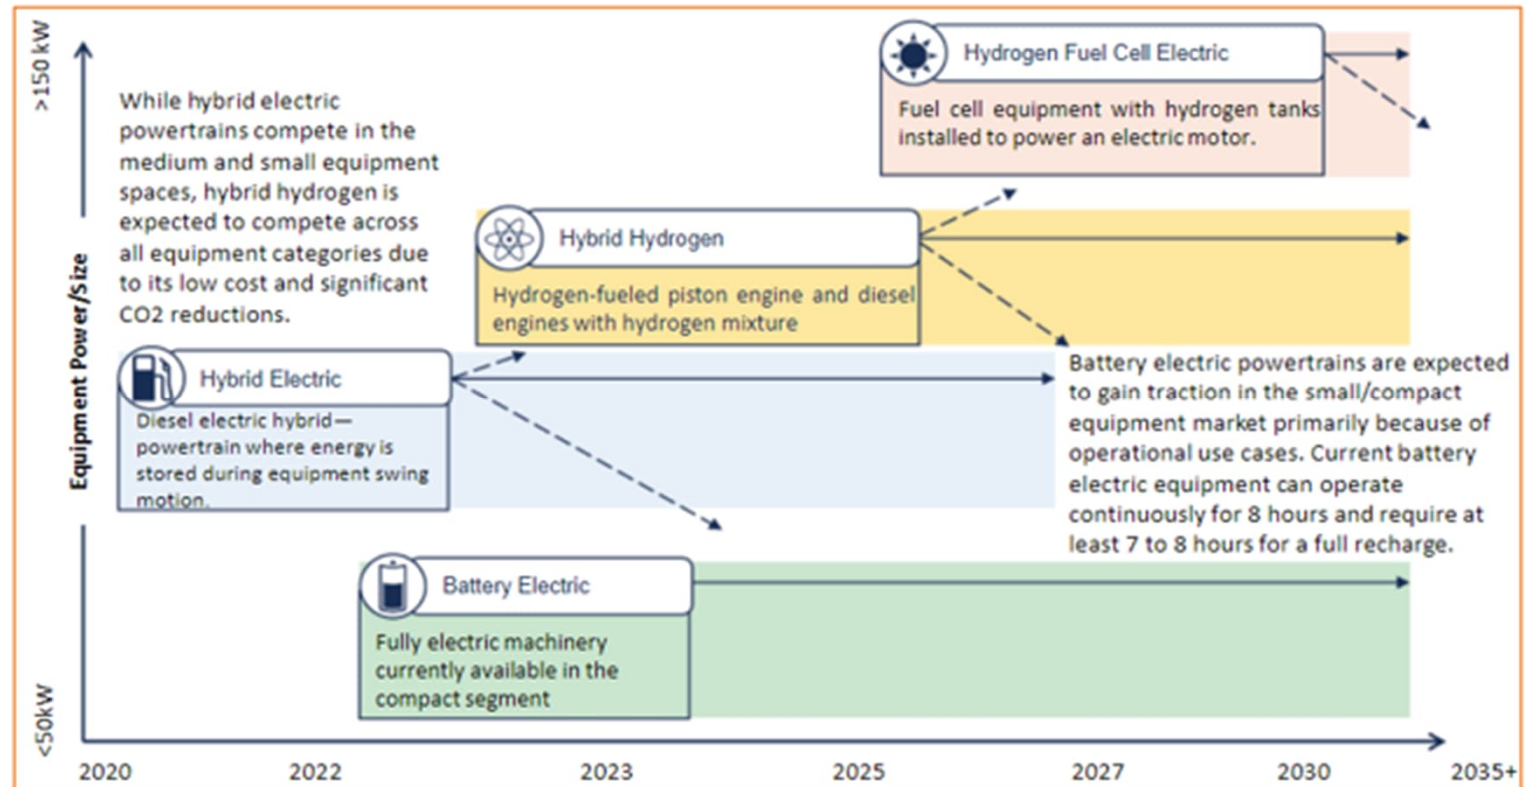 >150 kW
Equipment Power/Size
<50kW
While hybrid electric
powertrains compete in the
medium and small equipment
spaces, hybrid hydrogen is
expected to compete across
all equipment categories due
to its low cost and significant
CO2 reductions.
Hydrogen Fuel Cell Electric
Fuel cell equipment with hydrogen tanks
installed to power an electric motor.
Hybrid Hydrogen
Hydrogen-fueled piston engine and diesel
engines with hydrogen mixture
Hybrid Electric
Diesel electric hybrid—
powertrain where energy is
stored during equipment swing
motion.
Battery electric powertrains are expected
to gain traction in the small/compact
equipment market primarily because of
operational use cases. Current battery
electric equipment can operate
continuously for 8 hours and require at
least 7 to 8 hours for a full recharge.
Battery Electric
Fully electric machinery
currently available in the
compact segment
2020 2022 2023 2025 2027 2030 2035+